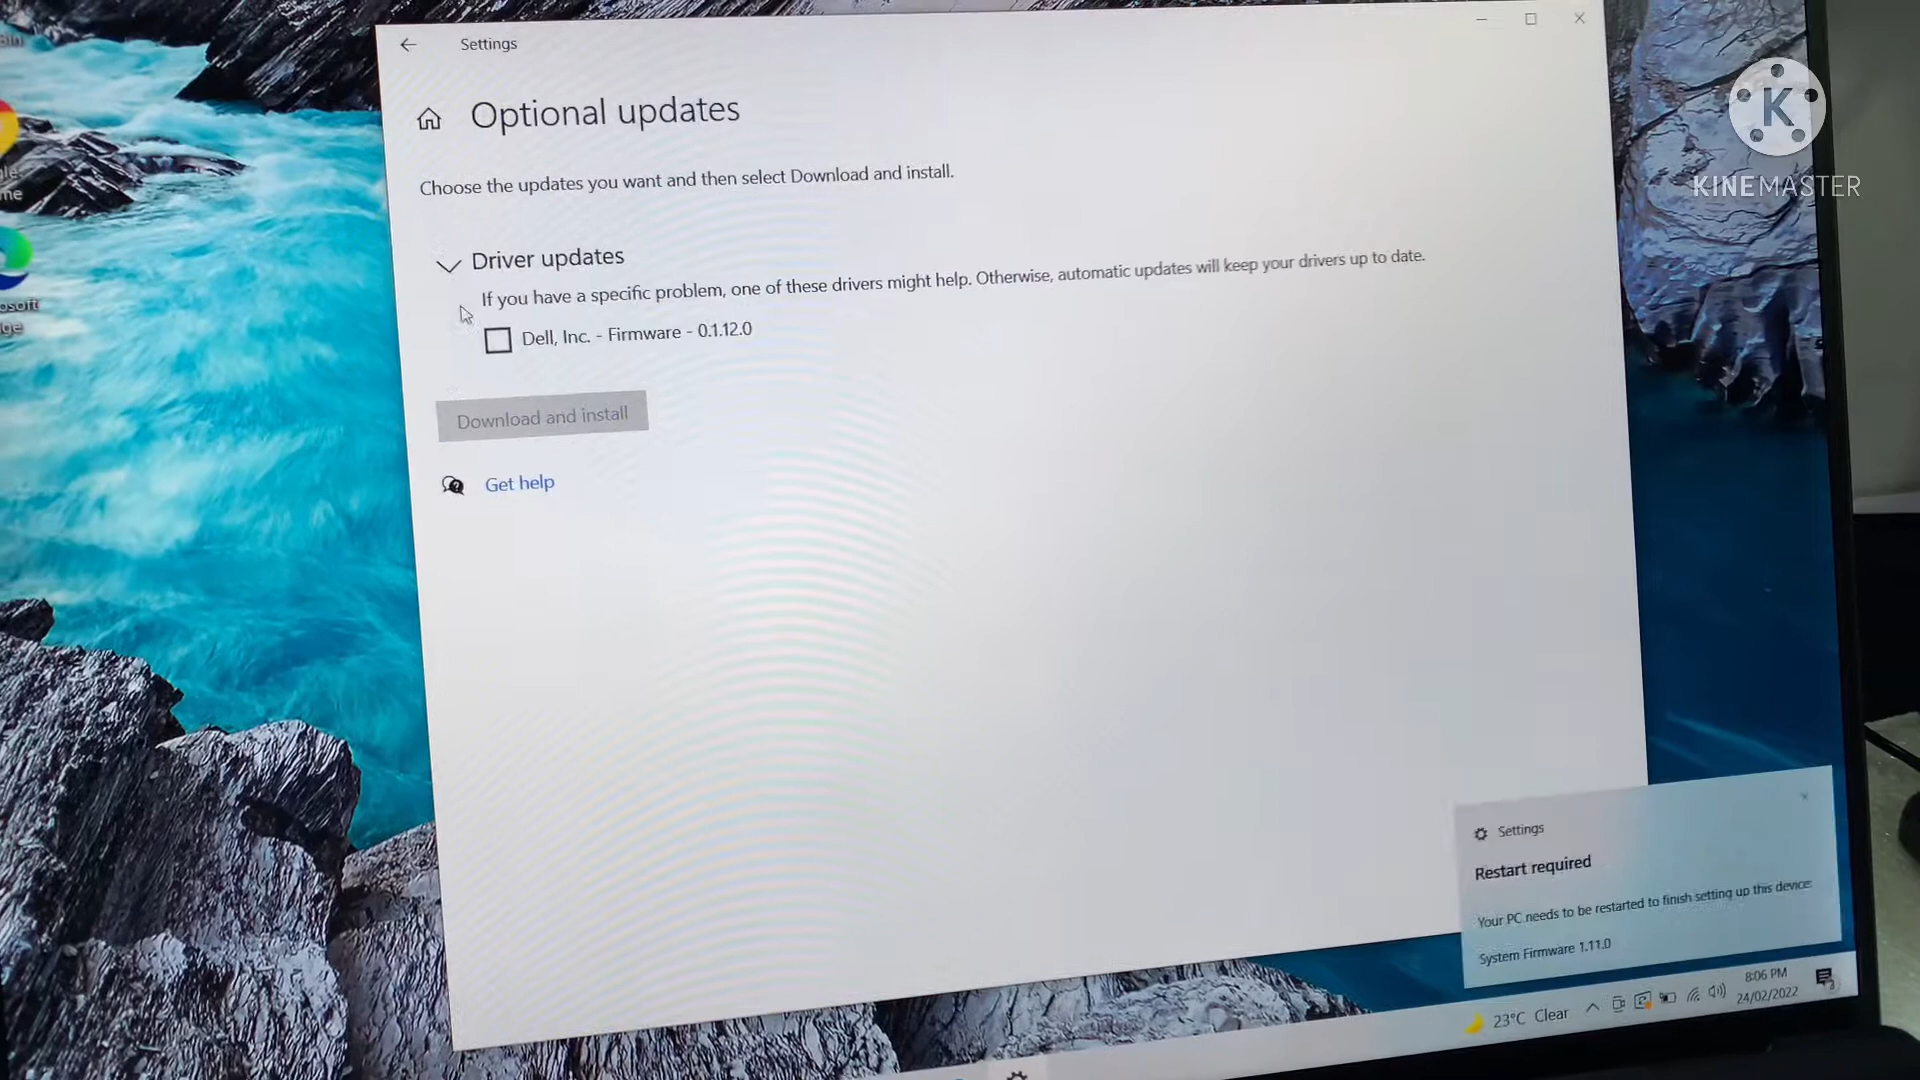 Settings
Optional updates
Choose the updates you want and then select Download and install.
Driver updates
If you have a specific problem, one of these drivers might help. Otherwise, automatic updates will keep your drivers up to date.
Dell, Inc. - Firmware - 0.1.12.0
Download and install
Get help
K
KINEMASTER
Settings
Restart required
Your PC needs to be restarted to finish setting up this device:
System Firmware 1.11.0
23°C Clear
8:06 PM
24/02/2022